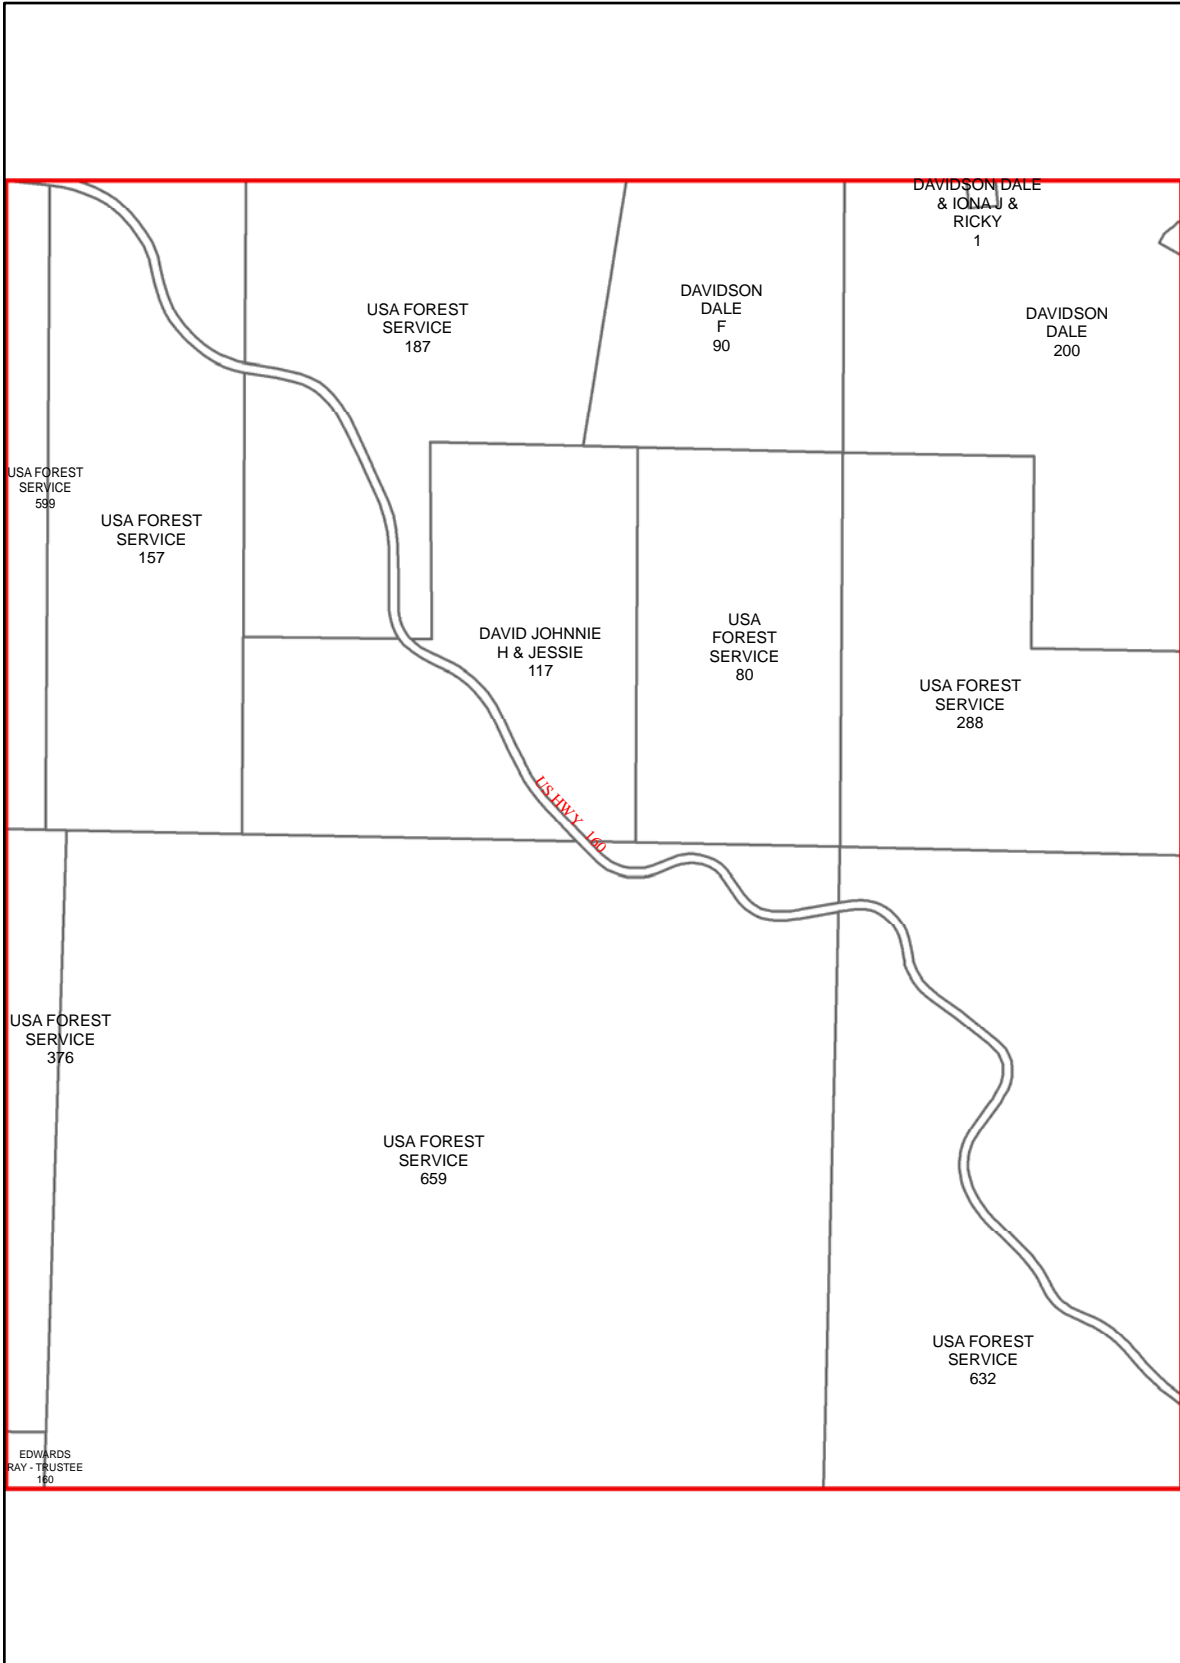 DAVIDSON DALE
& IONA J &
RICKY
1
USA FOREST
SERVICE
187
DAVIDSON
DALE
F
90
DAVIDSON
DALE
200
USA FOREST
SERVICE
599
USA FOREST
SERVICE
157
DAVID JOHNNIE
H & JESSIE
117
USA
FOREST
SERVICE
80
USA FOREST
SERVICE
288
US HWY 160
USA FOREST
SERVICE
376
USA FOREST
SERVICE
659
USA FOREST
SERVICE
632
EDWARDS
RAY - TRUSTEE
160